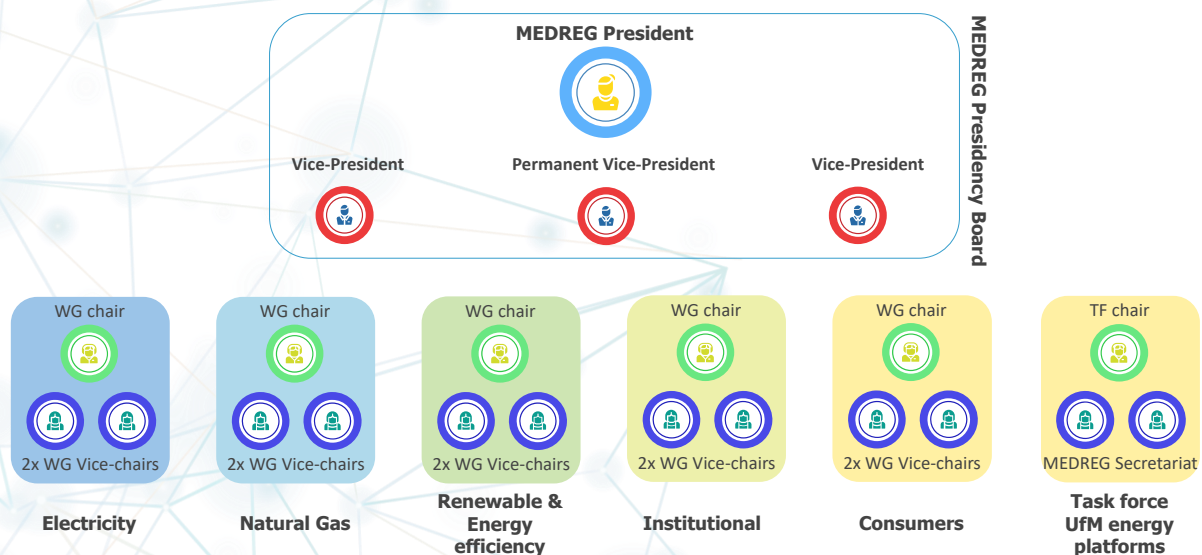 MEDREG President
MEDREG Presidency Board
Vice-President
Permanent Vice-President
Vice-President
WG chair
WG chair
WG chair
WG chair
WG chair
TF chair
2x WG Vice-chairs
2x WG Vice-chairs
2x WG Vice-chairs
2x WG Vice-chairs
2x WG Vice-chairs
MEDREG Secretariat
Electricity
Natural Gas
Renewable &
Energy
efficiency
Institutional
Consumers
Task force
UfM energy
platforms